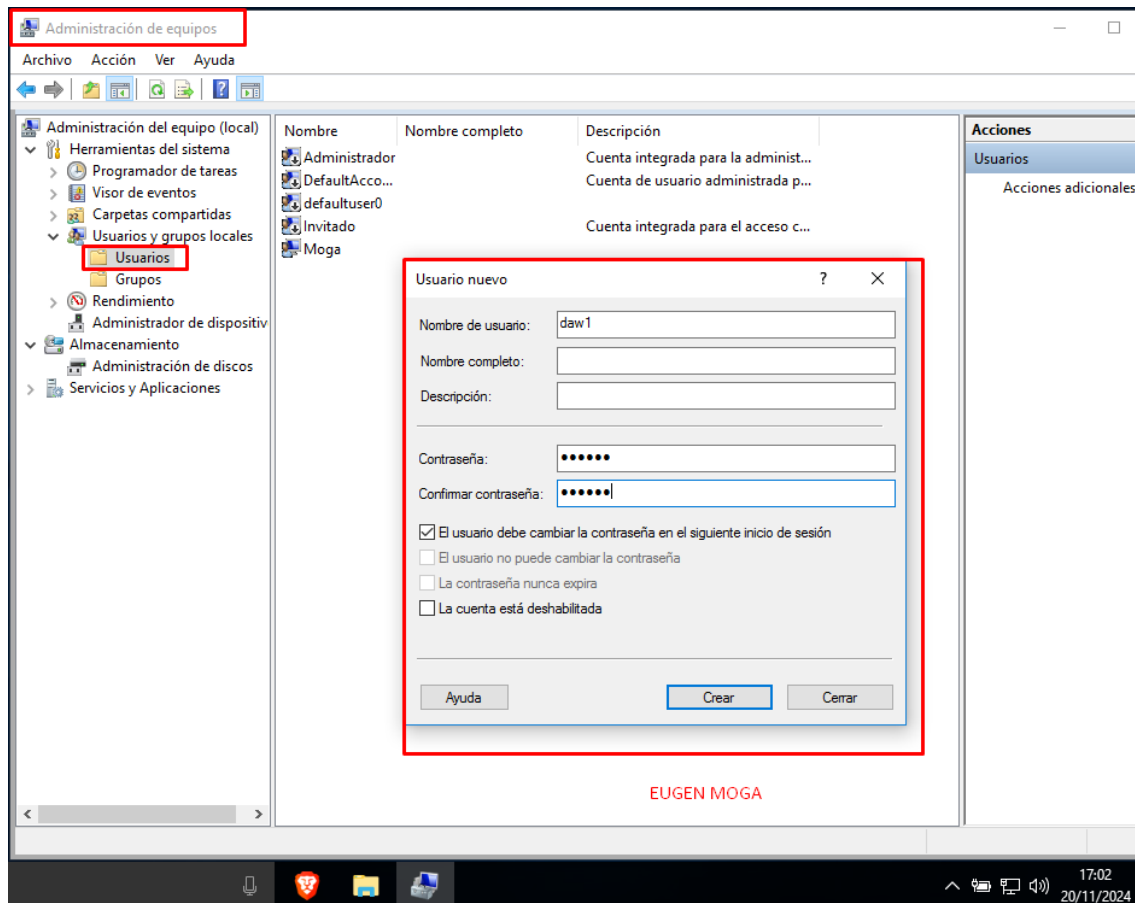 Administración de equipos
Archivo Acción Ver Ayuda
Administración del equipo (local)
Herramientas del sistema
Programador de tareas
Visor de eventos
Carpetas compartidas
Usuarios y grupos locales
Usuarios
Grupos
Rendimiento
Administrador de dispositiv
Almacenamiento
Administración de discos
Servicios y Aplicaciones
Nombre Nombre completo Descripción
Administrador Cuenta integrada para la administ...
DefaultAcco... Cuenta de usuario administrada p...
defaultuser0
Invitado Cuenta integrada para el acceso c...
Moga
Usuario nuevo ?
Nombre de usuario: daw1
Nombre completo:
Descripción:
Contraseña: ••••••
Confirmar contraseña: ••••••
El usuario debe cambiar la contraseña en el siguiente inicio de sesión
El usuario no puede cambiar la contraseña
La contraseña nunca expira
La cuenta está deshabilitada
Ayuda Crear Cerrar
EUGEN MOGA
Acciones
Usuarios
Acciones adicionales
17:02
20/11/2024